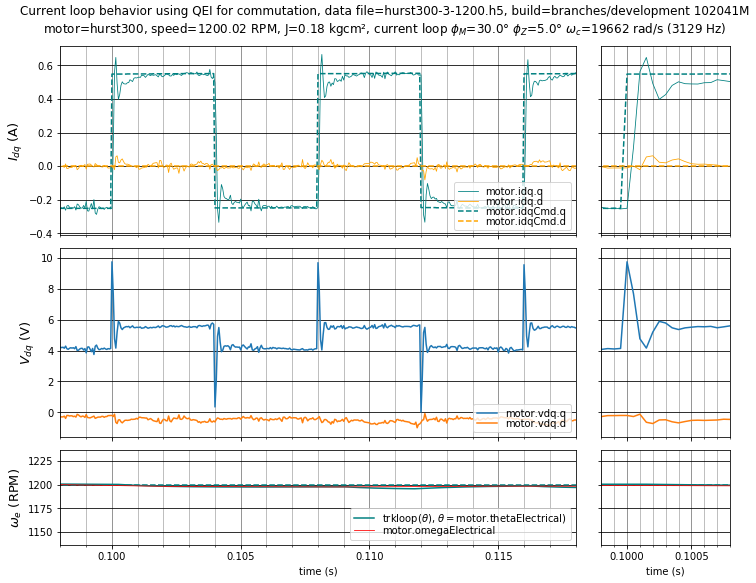 Current loop behavior using QEI for commutation, data file=hurst300-3-1200.h5, build=branches/development 102041M
motor=hurst300, speed=1200.02 RPM, J=0.18 kgcm², current loop ϕM=30.0° ϕZ=5.0° ωc=19662 rad/s (3129 Hz)
Idq (A)
0.6
0.4
0.2
0.0
−0.2
−0.4
motor.idq.q
motor.idq.d
motor.idqCmd.q
motor.idqCmd.d
Vdq (V)
10
8
6
4
2
0
motor.vdq.q
motor.vdq.d
ωe (RPM)
1225
1200
1175
1150
trkloop(θ), θ = motor.thetaElectrical)
motor.omegaElectrical
0.100 0.105 0.110 0.115
time (s)
0.1000 0.1005
time (s)